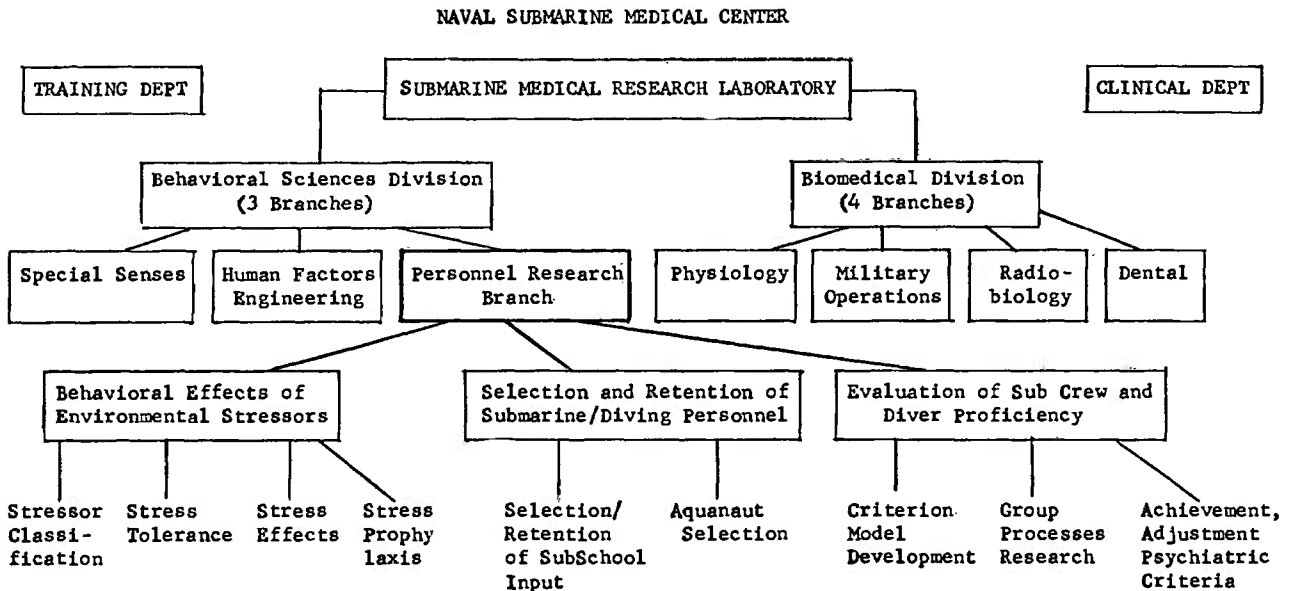 NAVAL SUBMARINE MEDICAL CENTER
TRAINING DEPT
SUBMARINE MEDICAL RESEARCH LABORATORY
CLINICAL DEPT
Behavioral Sciences Division
(3 Branches)
Biomedical Division
(4 Branches)
Special Senses
Human Factors
Engineering
Personnel Research
Branch
Physiology
Military
Operations
Radio-
biology
Dental
Behavioral Effects of
Environmental Stressors
Selection and Retention of
Submarine/Diving Personnel
Evaluation of Sub Crew and
Diver Proficiency
Stressor
Classi-
fication
Stress
Tolerance
Stress
Effects
Stress
Prophy
laxis
Selection/
Retention
of SubSchool
Input
Aquanaut
Selection
Criterion
Model
Development
Group
Processes
Research
Achievement,
Adjustment
Psychiatric
Criteria